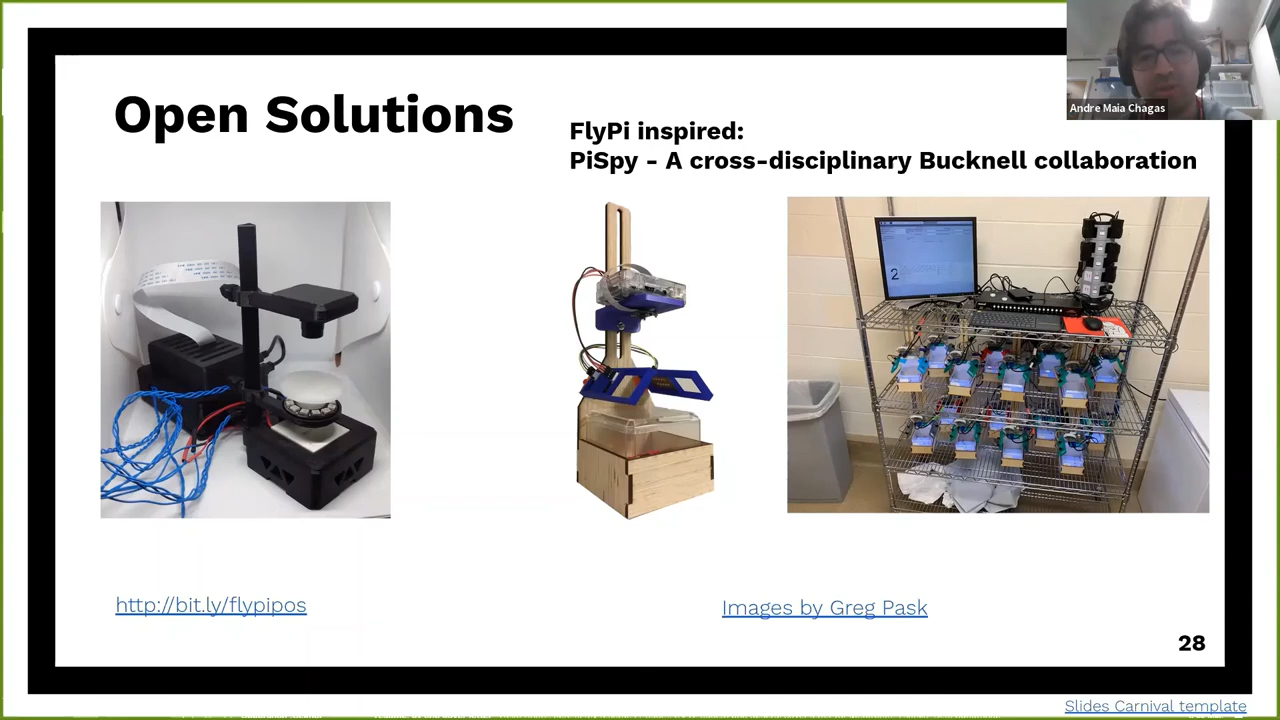 Open Solutions
FlyPi inspired:
PiSpy - A cross-disciplinary Bucknell collaboration
Andre Maia Chagas
2
http://bit.ly/flypipos
Images by Greg Pask
28
Slides Carnival template